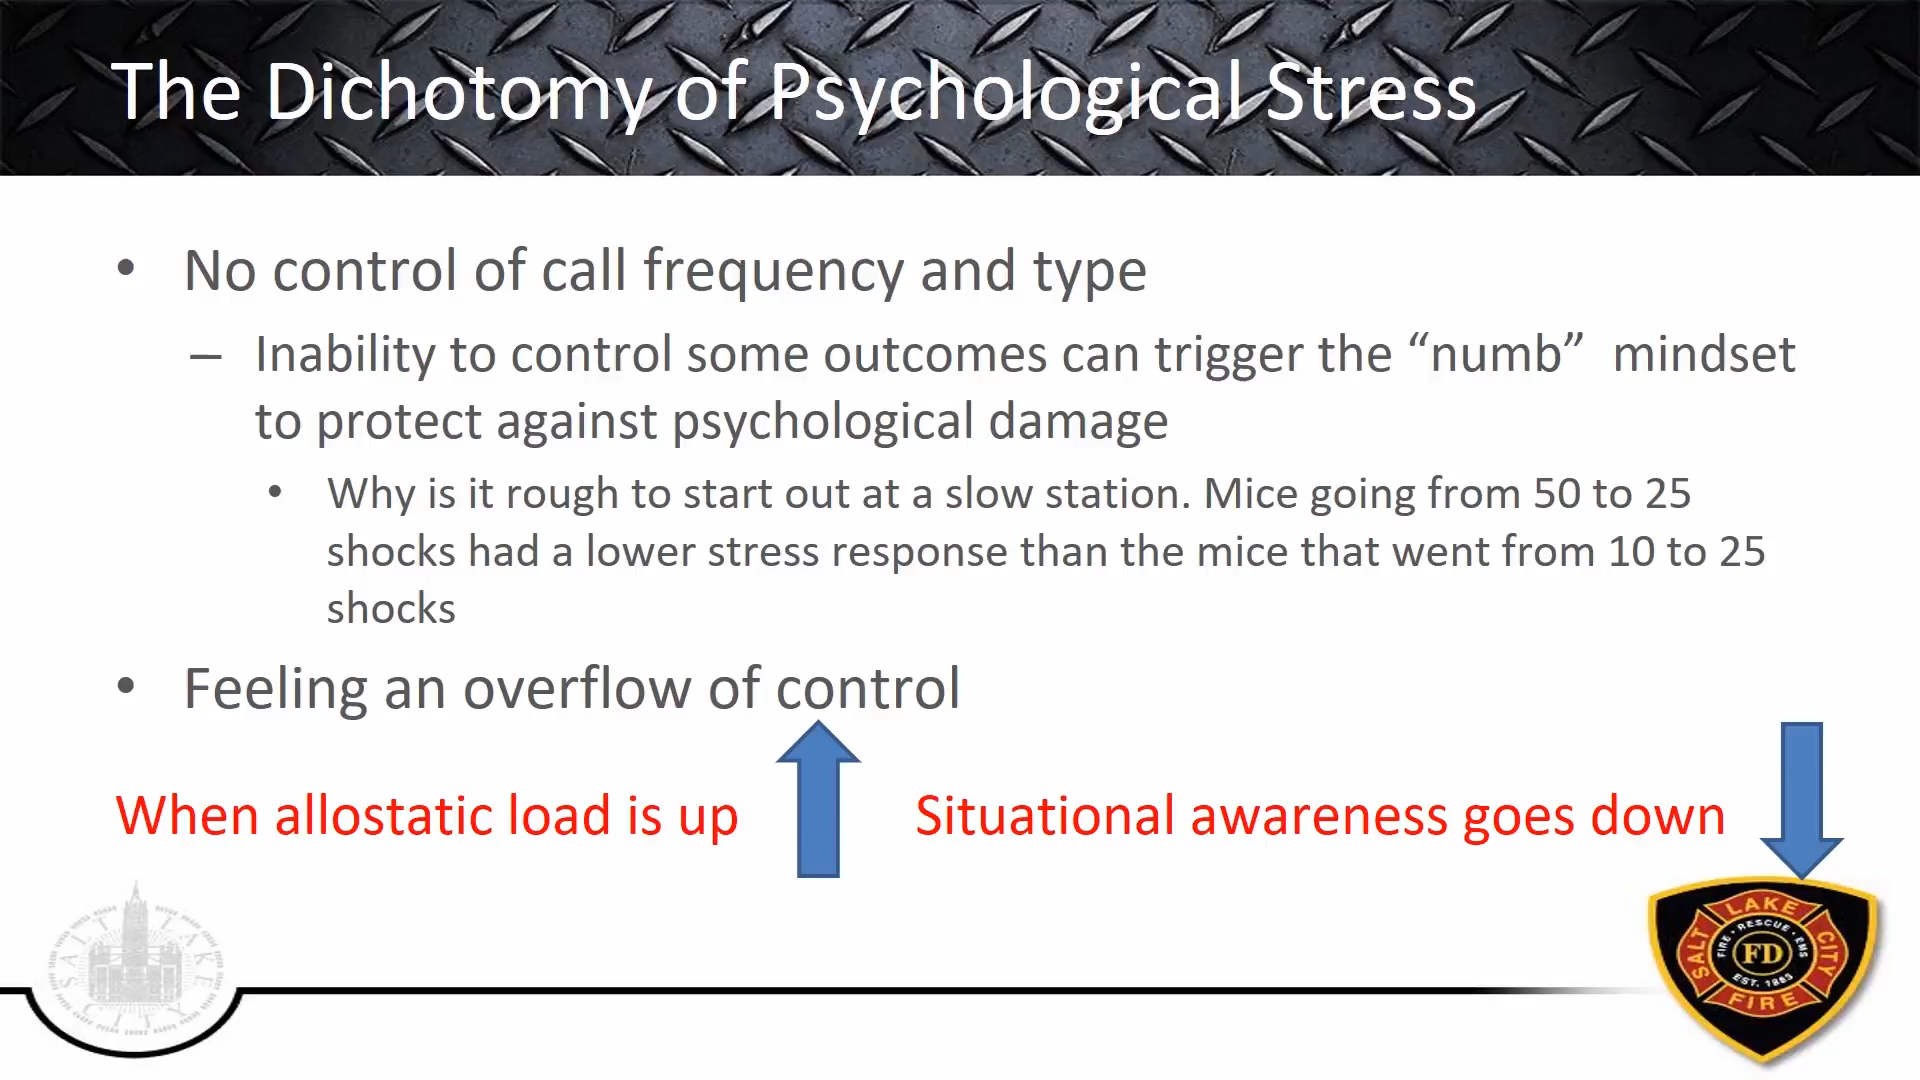 The Dichotomy of Psychological Stress
• No control of call frequency and type
– Inability to control some outcomes can trigger the “numb” mindset
to protect against psychological damage
• Why is it rough to start out at a slow station. Mice going from 50 to 25
shocks had a lower stress response than the mice that went from 10 to 25
shocks
• Feeling an overflow of control
When allostatic load is up
Situational awareness goes down
SALT LAKE CITY
SALT LAKE CITY FIRE
FIRE • RESCUE • EMS
FD
EST. 1883